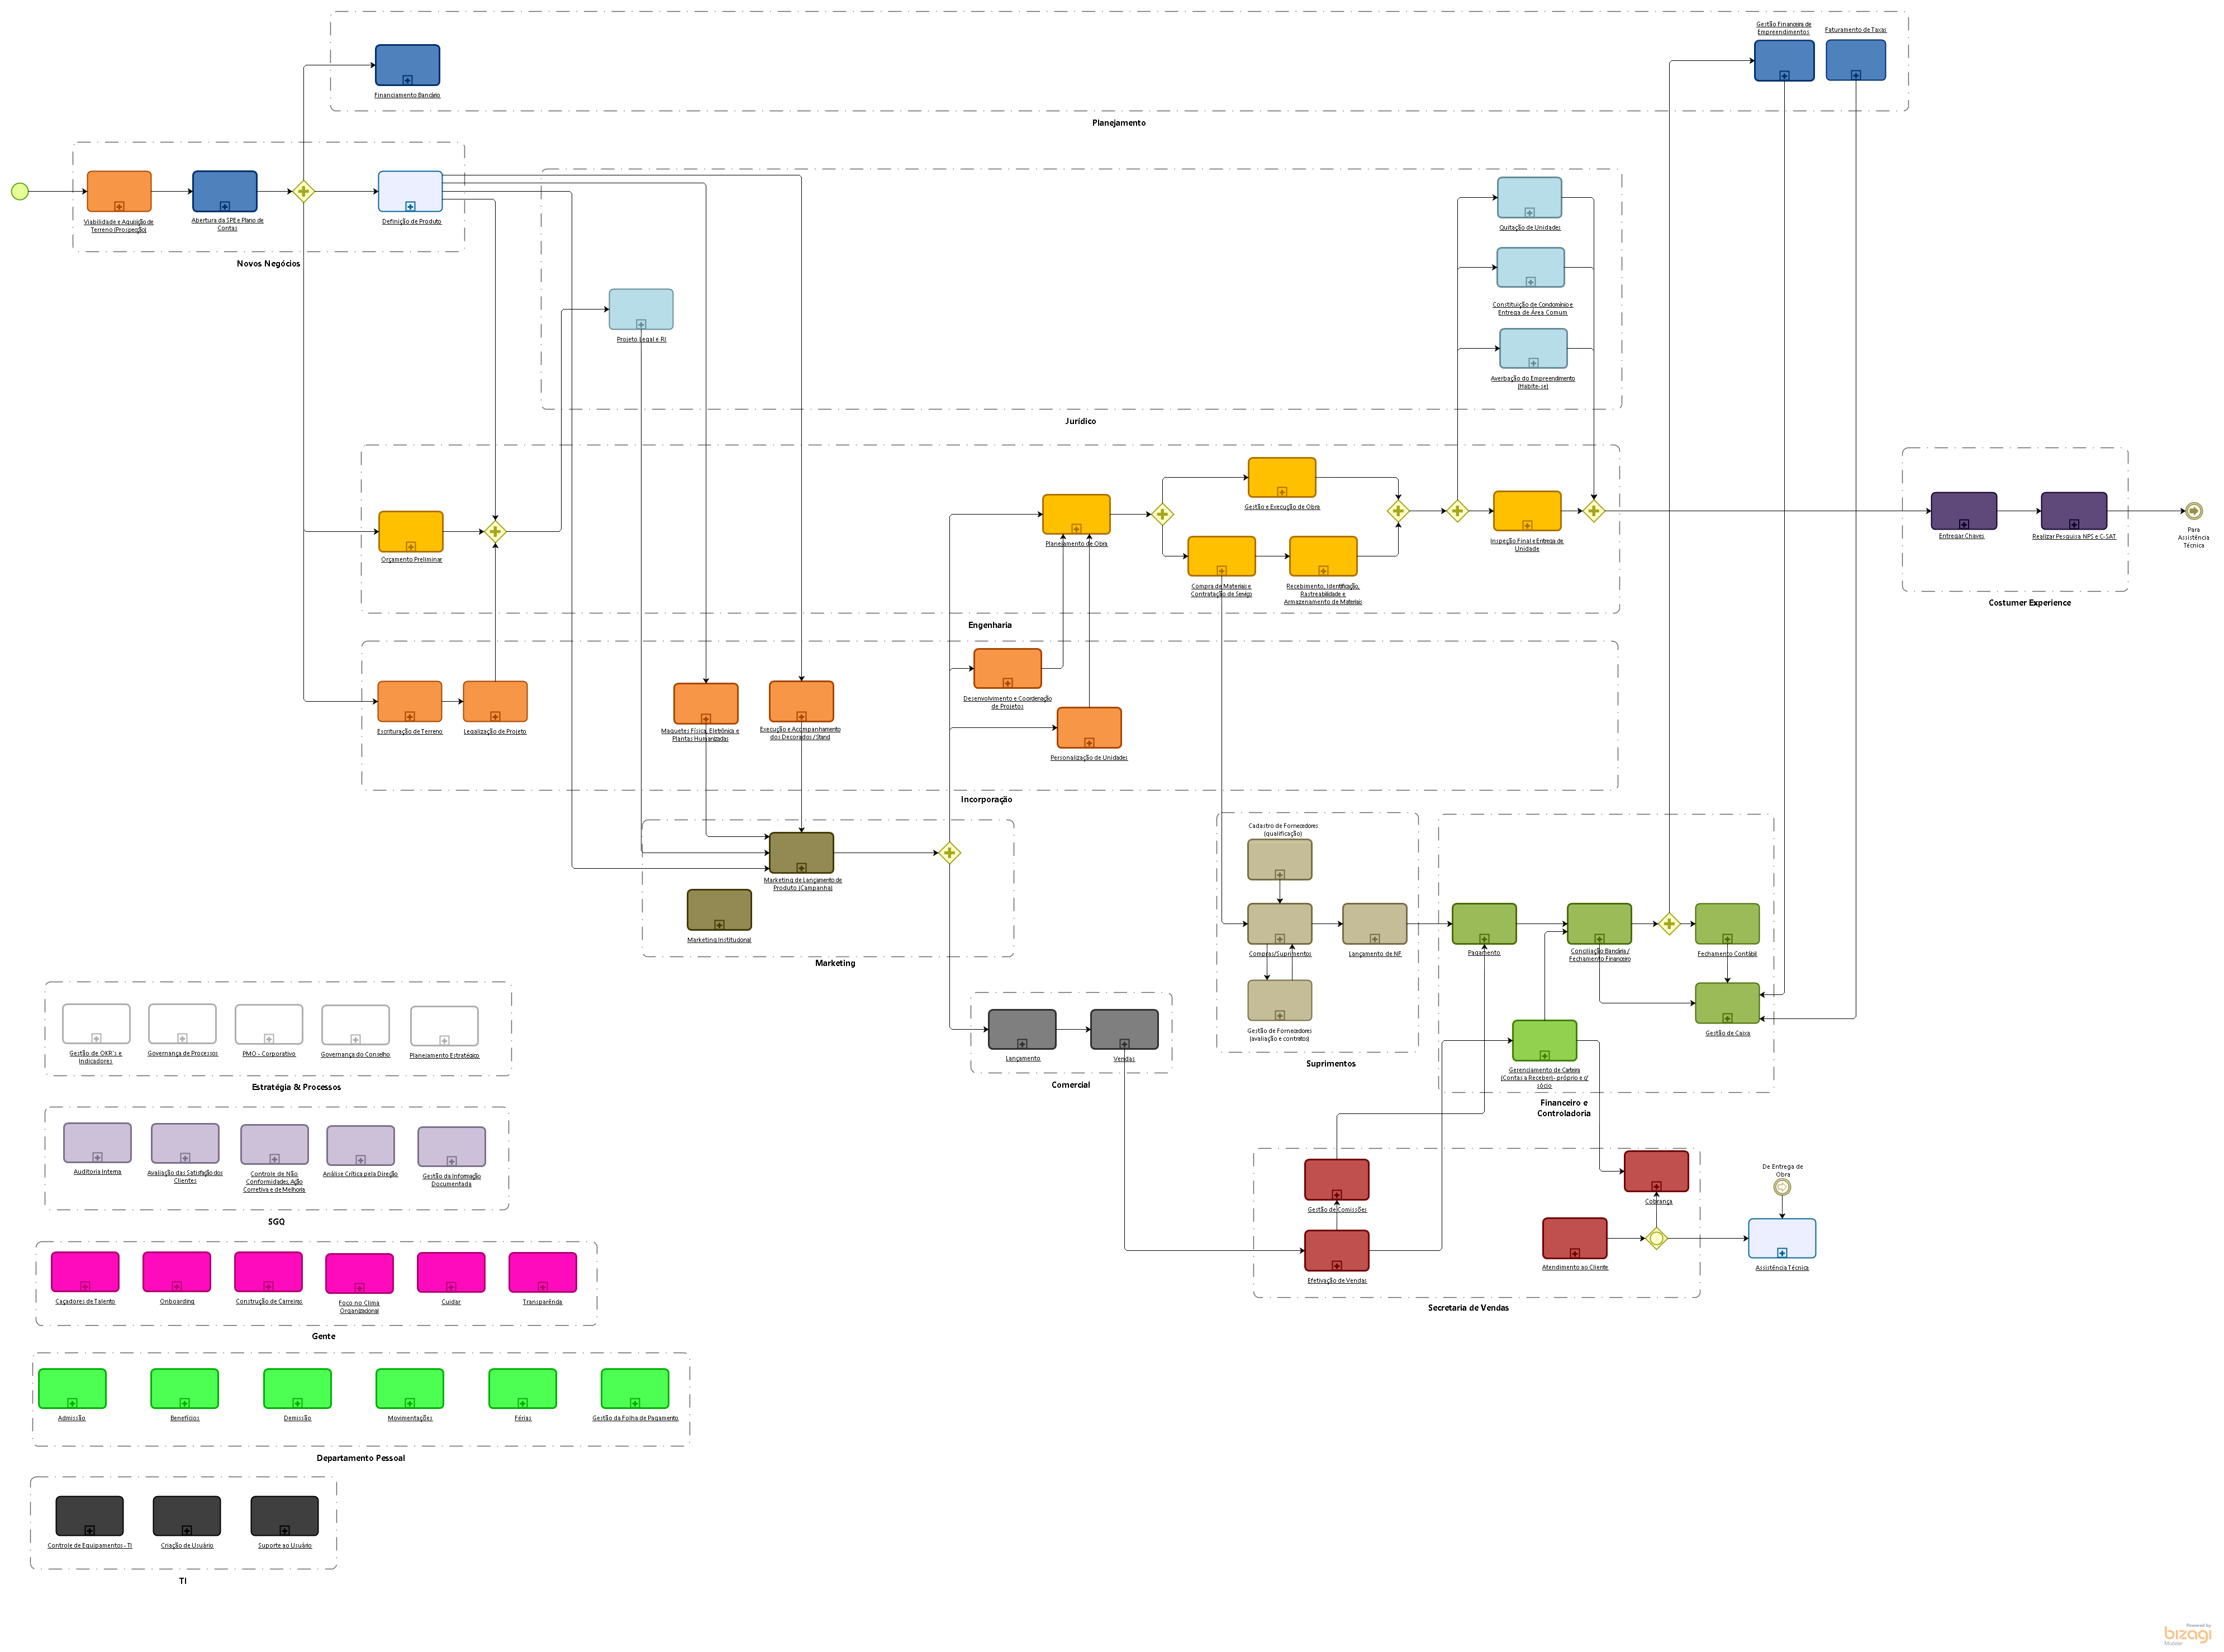 Gestão Financeira de
Empreendimentos
Faturamento de Taxas
Financiamento Bancário
Planejamento
Viabilidade e Aquisição de
Terreno (Prospecção)
Abertura da SPE e Plano de
Contas
Definição de Produto
Novos Negócios
Quitação de Unidades
Constituição de Condomínio e
Entrega de Área Comum
Projeto Legal e RI
Averbação do Empreendimento
(Habite-se)
Jurídico
Gestão e Execução de Obra
Planejamento de Obra
Orçamento Preliminar
Compra de Materiais e
Contratação de Serviço
Recebimento, Identificação,
Rastreabilidade e
Armazenamento de Materiais
Inspeção Final e Entrega de
Unidade
Engenharia
Entregar Chaves
Realizar Pesquisa NPS e C-SAT
Costumer Experience
Para
Assistência
Técnica
Desenvolvimento e Coordenação
de Projetos
Escrituração de Terreno
Legalização de Projeto
Maquetes Física, Eletrônica e
Plantas Humanizadas
Execução e Acompanhamento
dos Decorados /Stand
Personalização de Unidades
Incorporação
Marketing de Lançamento de
Produto (Campanha)
Marketing Institudonal
Marketing
Cadastro de Fornecedores
(qualificação)
Compras/Suprimentos
Lançamento de NF
Gestão de Fornecedores
(avaliação e contratos)
Suprimentos
Pagamento
Conciliação Bancária /
Fechamento Financeiro
Fechamento Contábil
Gestão de Caixa
Gerenciamento de Carteira
(Contas a Receber)- próprio e c/
sócio
Financeiro e
Controladoria
Lançamento
Vendas
Comercial
Gestão de OKR's e
Indicadores
Governança de Processos
PMO - Corporativo
Governança do Conselho
Planejamento Estratégico
Estratégia & Processos
Auditoria Interna
Avaliação das Satisfação dos
Clientes
Controle de Não
Conformidades, Ação
Corretiva e de Melhoria
Análise Crítica pela Direção
Gestão da Informação
Documentada
SGQ
Gestão de Comissões
Efetivação de Vendas
Cobrança
Atendimento ao Cliente
De Entrega de
Obra
Assistência Técnica
Secretaria de Vendas
Caçadores de Talento
Onboarding
Construção de Carreiras
Foco no Clima
Organizacional
Cuidar
Transparência
Gente
Admissão
Benefícios
Demissão
Movimentações
Férias
Gestão da Folha de Pagamento
Departamento Pessoal
Controle de Equipamentos - TI
Criação de Usuário
Suporte ao Usuário
TI
Powered by
bizagi
Modeler